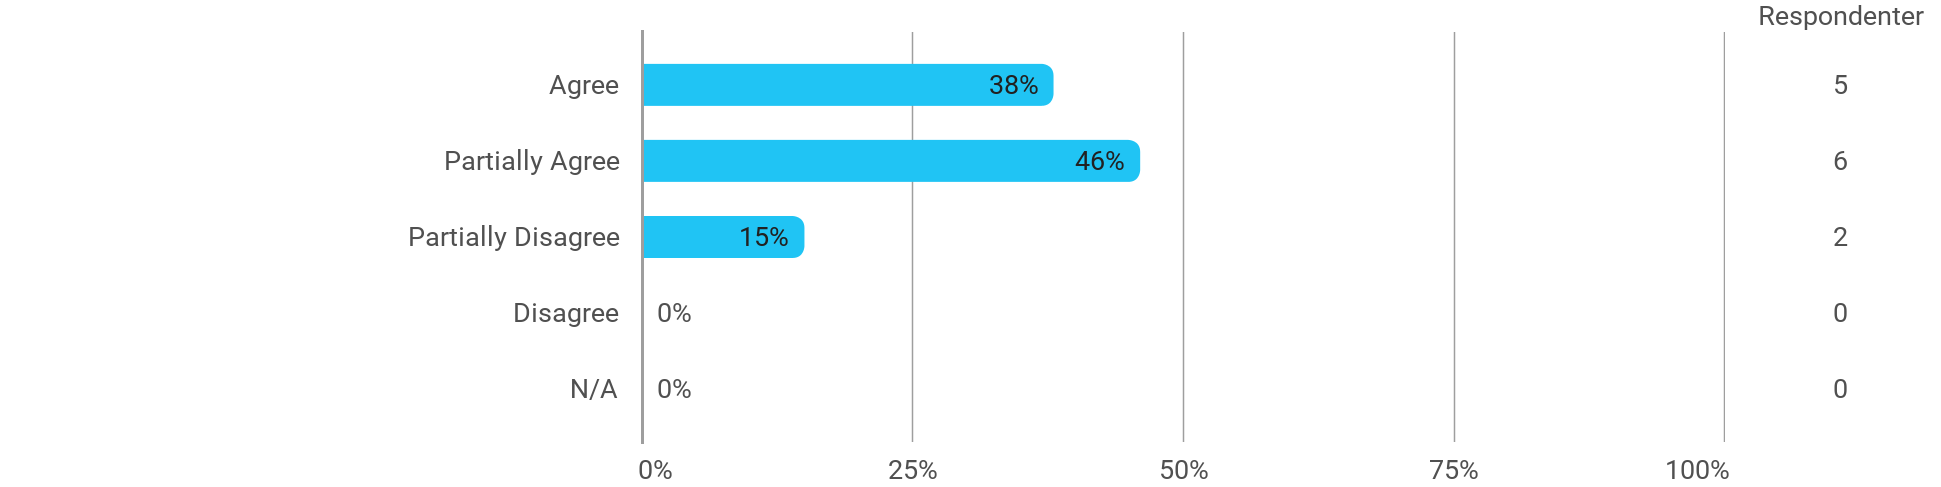 Respondenter
Agree 38% 5
Partially Agree 46% 6
Partially Disagree 15% 2
Disagree 0% 0
N/A 0% 0
0% 25% 50% 75% 100%